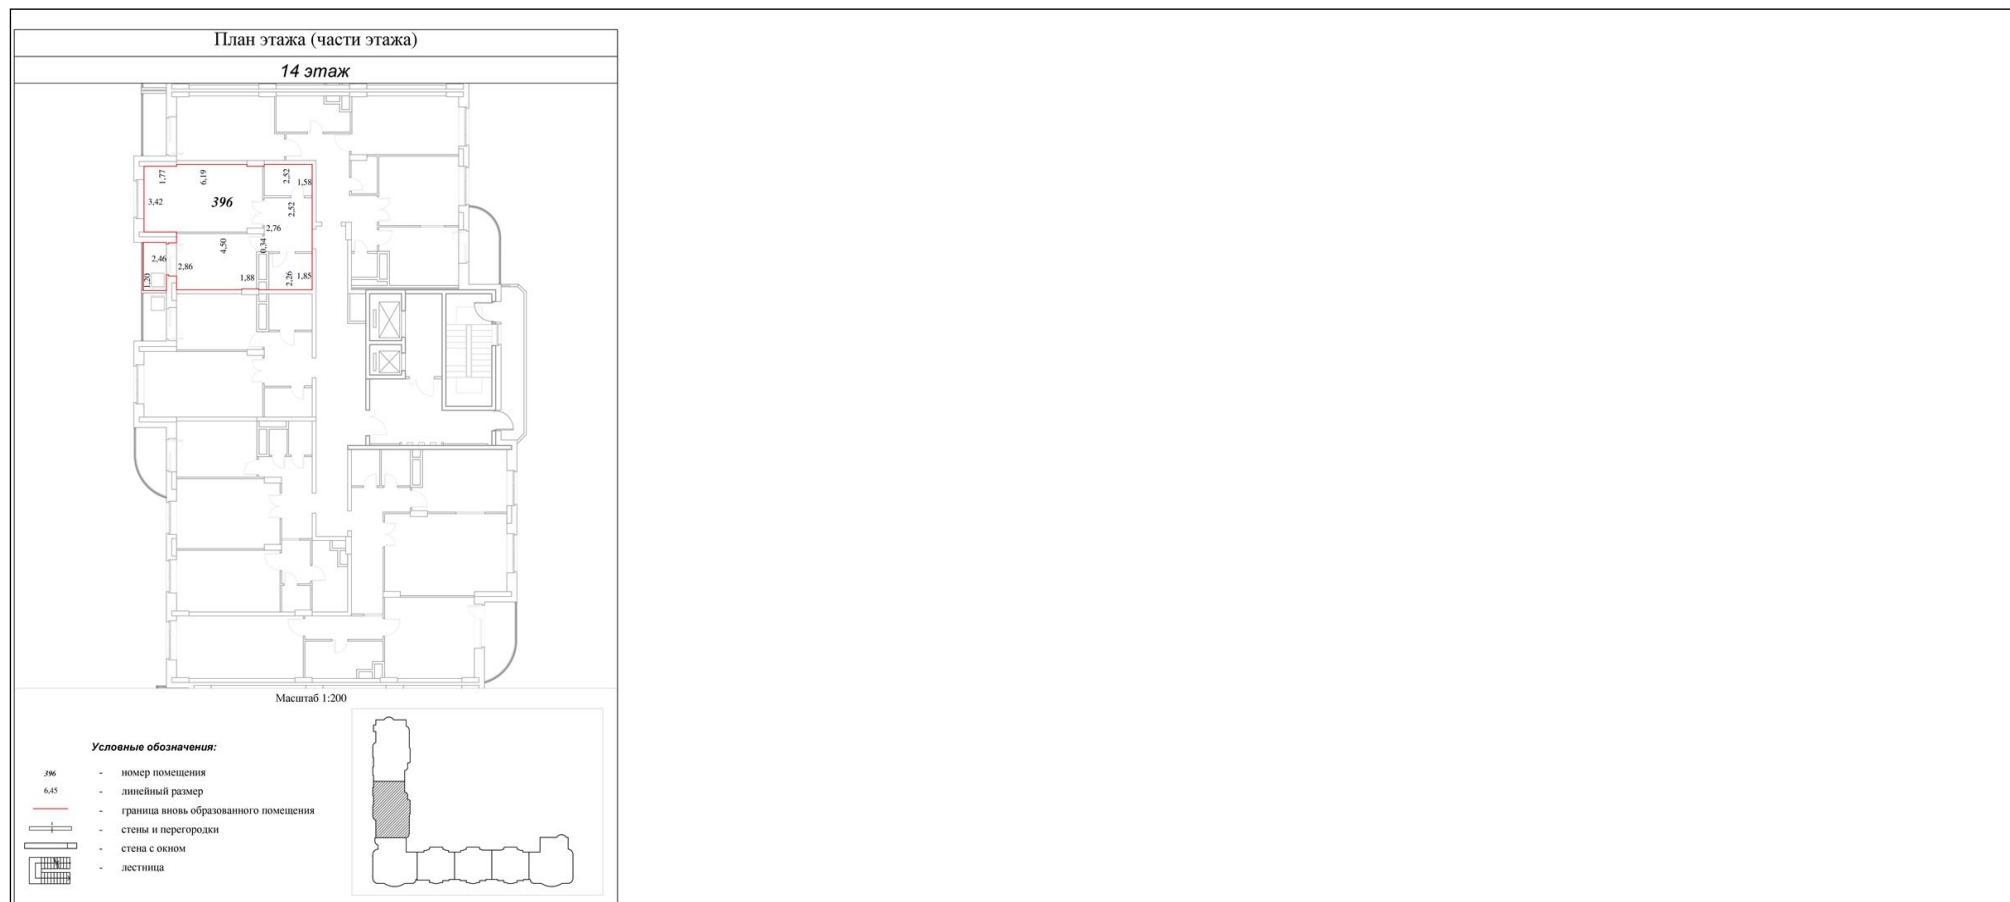 План этажа (части этажа)
14 этаж
1,77
6,19
2,52
1,58
3,42
396
2,52
2,76
4,50
0,34
2,46
2,86
1,20
1,88
2,26
1,85
Масштаб 1:200
Условные обозначения:
396 - номер помещения
6,45 - линейный размер
- граница вновь образованного помещения
- стены и перегородки
- стена с окном
- лестница